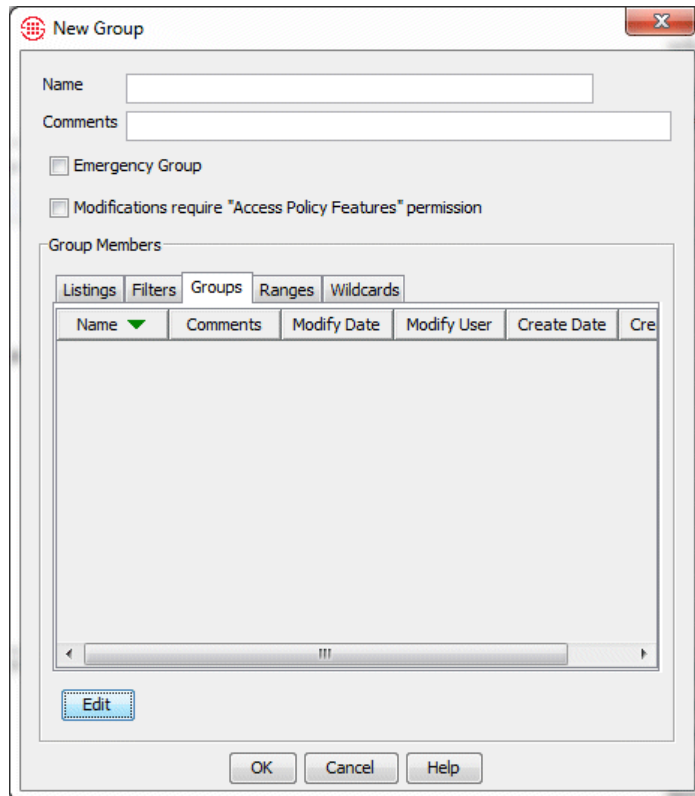 New Group
Name
Comments
Emergency Group
Modifications require "Access Policy Features" permission
Group Members
Listings Filters Groups Ranges Wildcards
Name Comments Modify Date Modify User Create Date Cre
Edit
OK Cancel Help